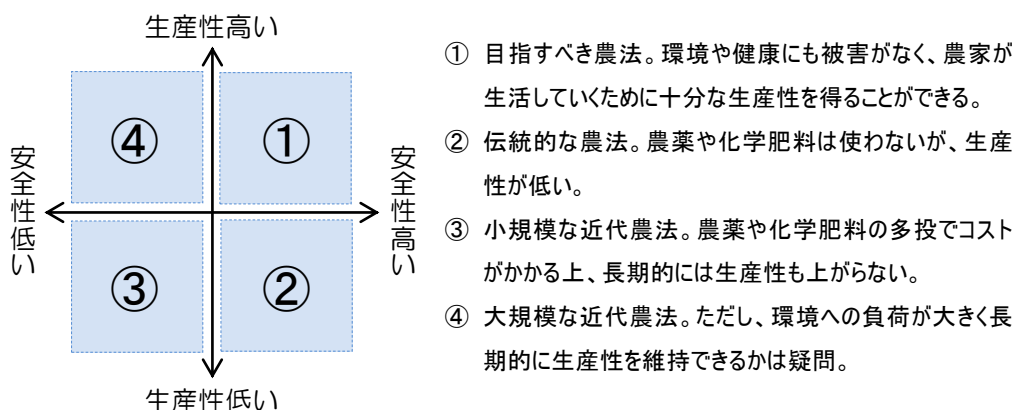 生産性高い
④
①
安全性低い
安全性高い
③
②
生産性低い
① 目指すべき農法。環境や健康にも被害がなく、農家が
生活していくために十分な生産性を得ることができる。
② 伝統的な農法。農薬や化学肥料は使わないが、生産
性が低い。
③ 小規模な近代農法。農薬や化学肥料の多投でコスト
がかかる上、長期的には生産性も上がらない。
④ 大規模な近代農法。ただし、環境への負荷が大きく長
期的に生産性を維持できるかは疑問。